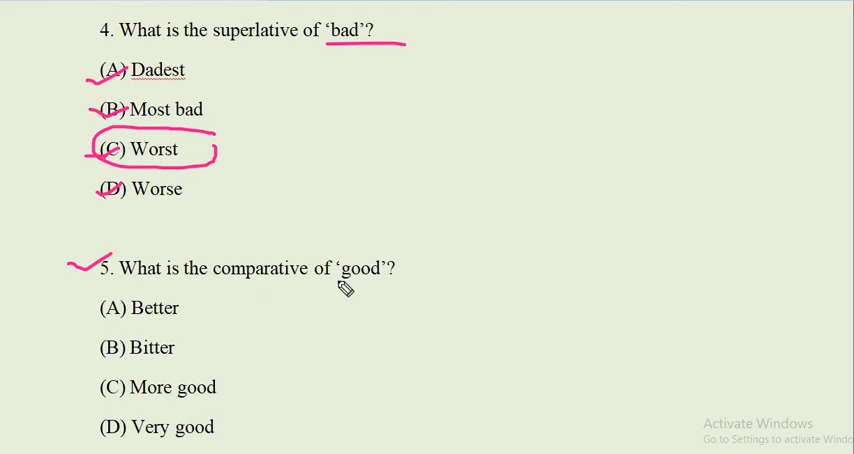 4. What is the superlative of ‘bad’?
(A) Dadest
(B) Most bad
(C) Worst
(D) Worse
5. What is the comparative of ‘good’?
(A) Better
(B) Bitter
(C) More good
(D) Very good
Activate Windows
Go to Settings to activate Windo